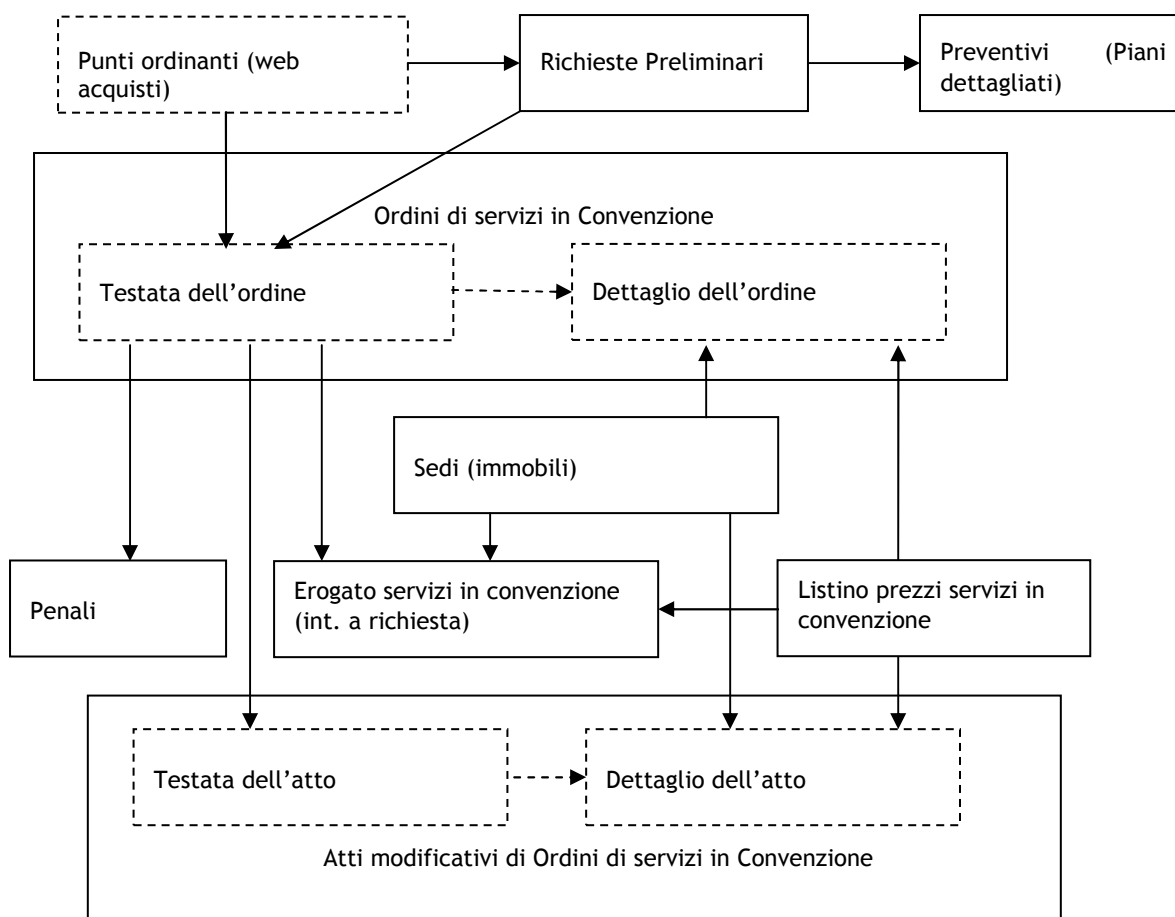 Punti ordinanti (web
acquisti)
Richieste Preliminari
Preventivi (Piani
dettagliati)
Ordini di servizi in Convenzione
Testata dell’ordine
Dettaglio dell’ordine
Sedi (immobili)
Penali
Erogato servizi in convenzione
(int. a richiesta)
Listino prezzi servizi in
convenzione
Testata dell’atto
Dettaglio dell’atto
Atti modificativi di Ordini di servizi in Convenzione